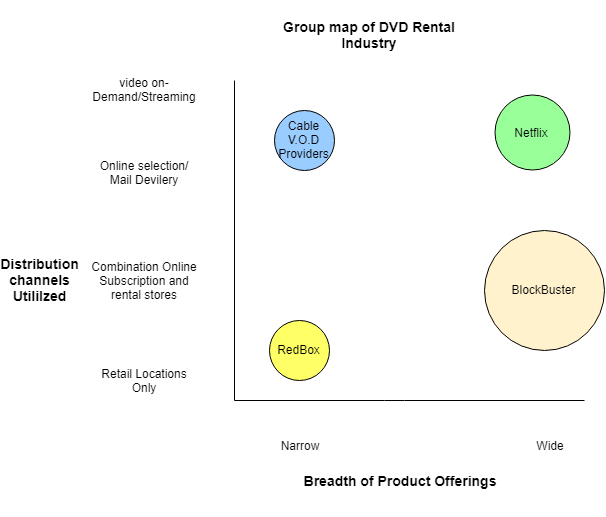 Group map of DVD Rental
Industry
video on-
Demand/Streaming
Cable
V.O.D
Providers
Netflix
Online selection/
Mail Devilery
Distribution
channels
Utililzed
Combination Online
Subscription and
rental stores
BlockBuster
RedBox
Retail Locations
Only
Narrow
Wide
Breadth of Product Offerings